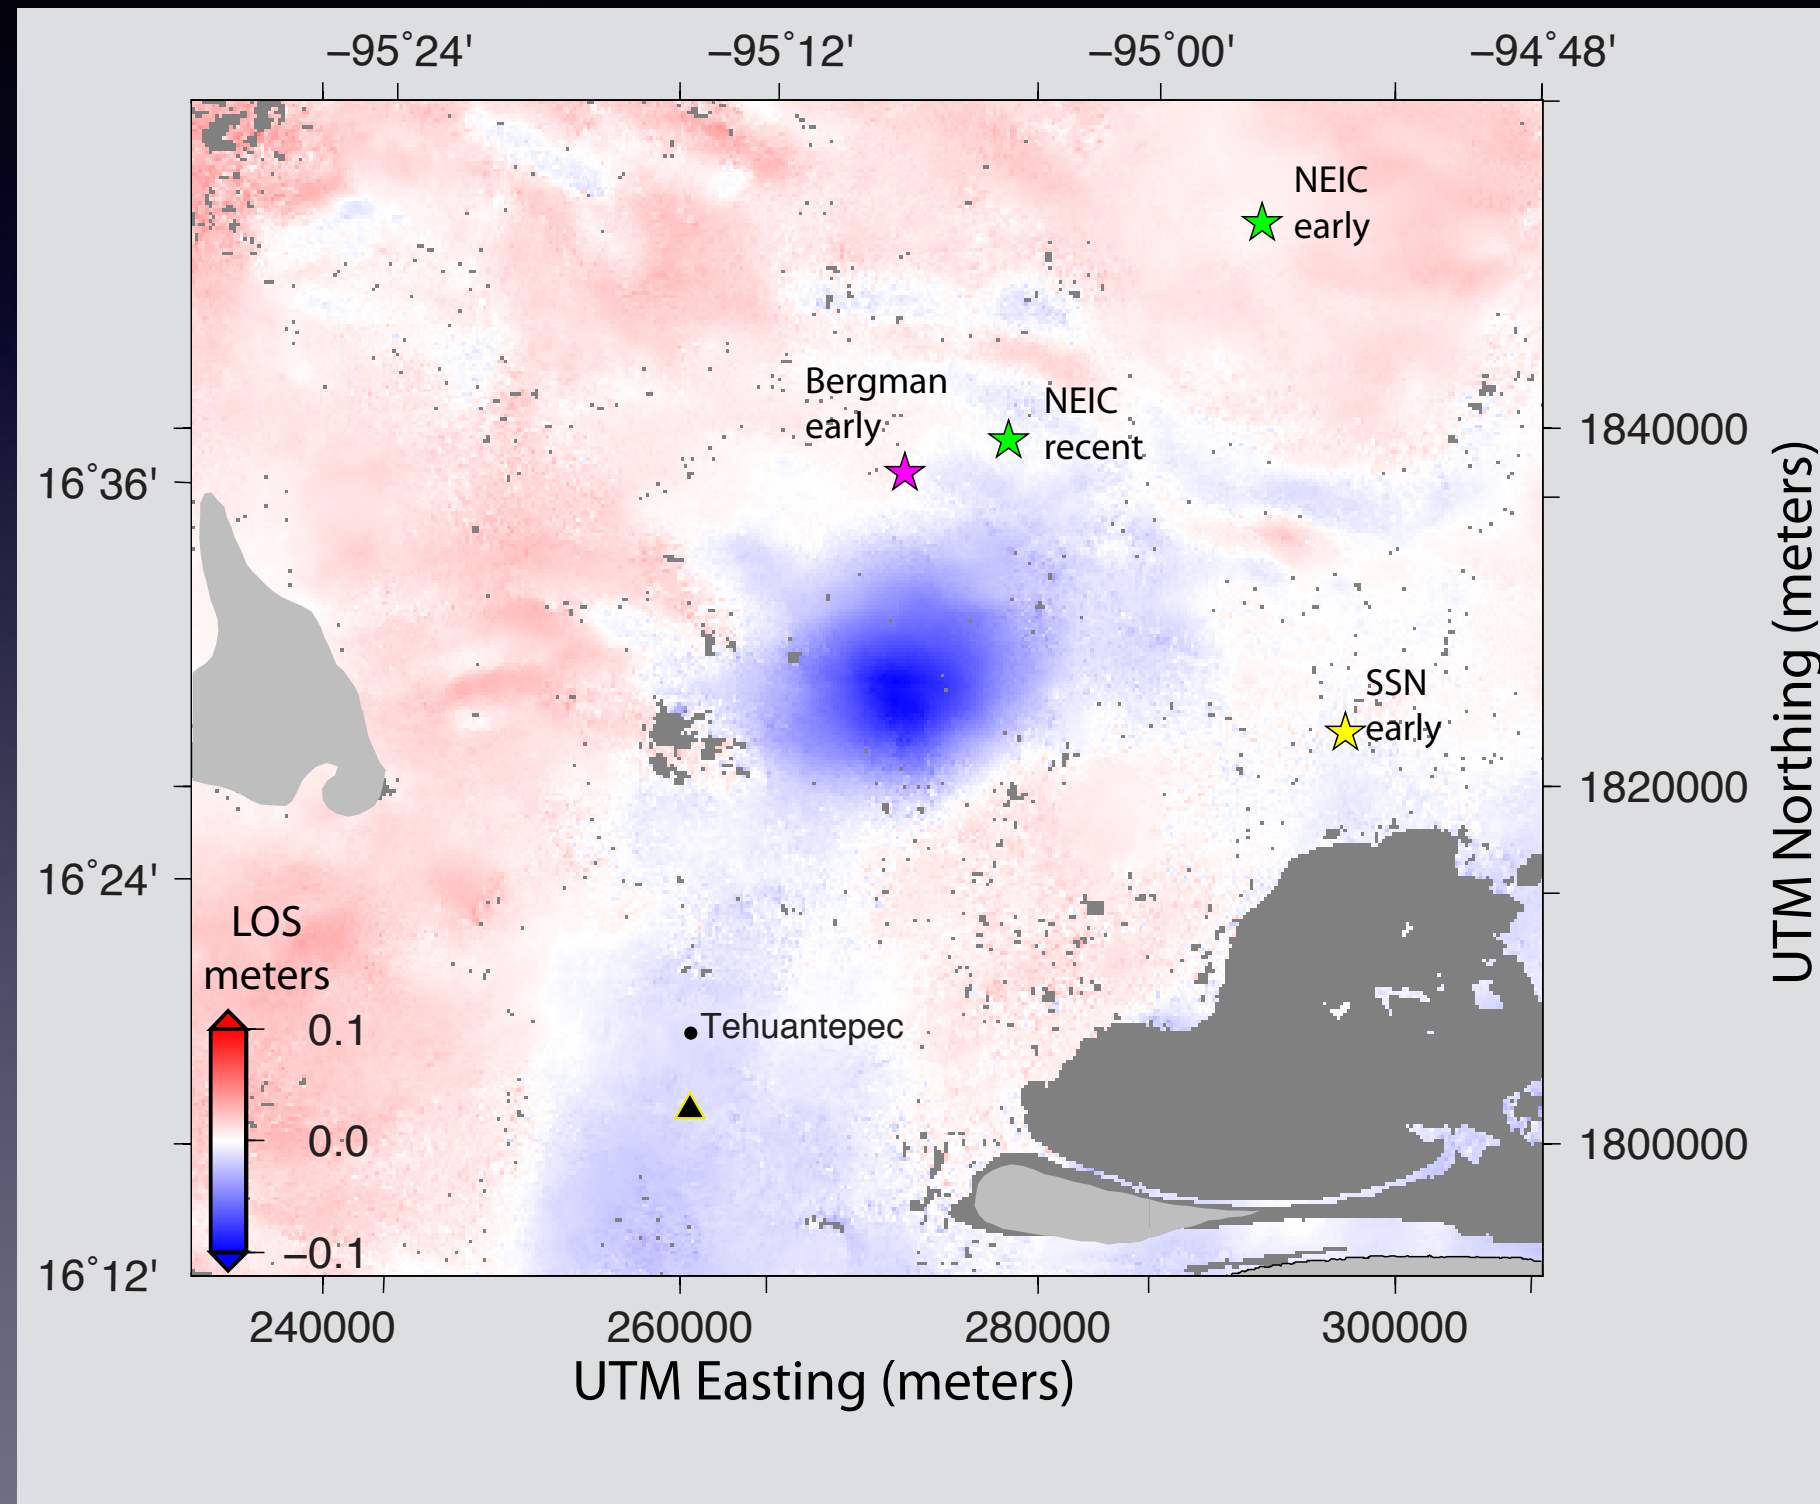 –95˚24'
–95˚12'
–95˚00'
–94˚48'
NEIC
early
Bergman
early
NEIC
recent
1840000
16˚36'
SSN
early
1820000
16˚24'
UTM Northing (meters)
LOS
meters
0.1
0.0
–0.1
Tehuantepec
1800000
16˚12'
240000
260000
280000
300000
UTM Easting (meters)